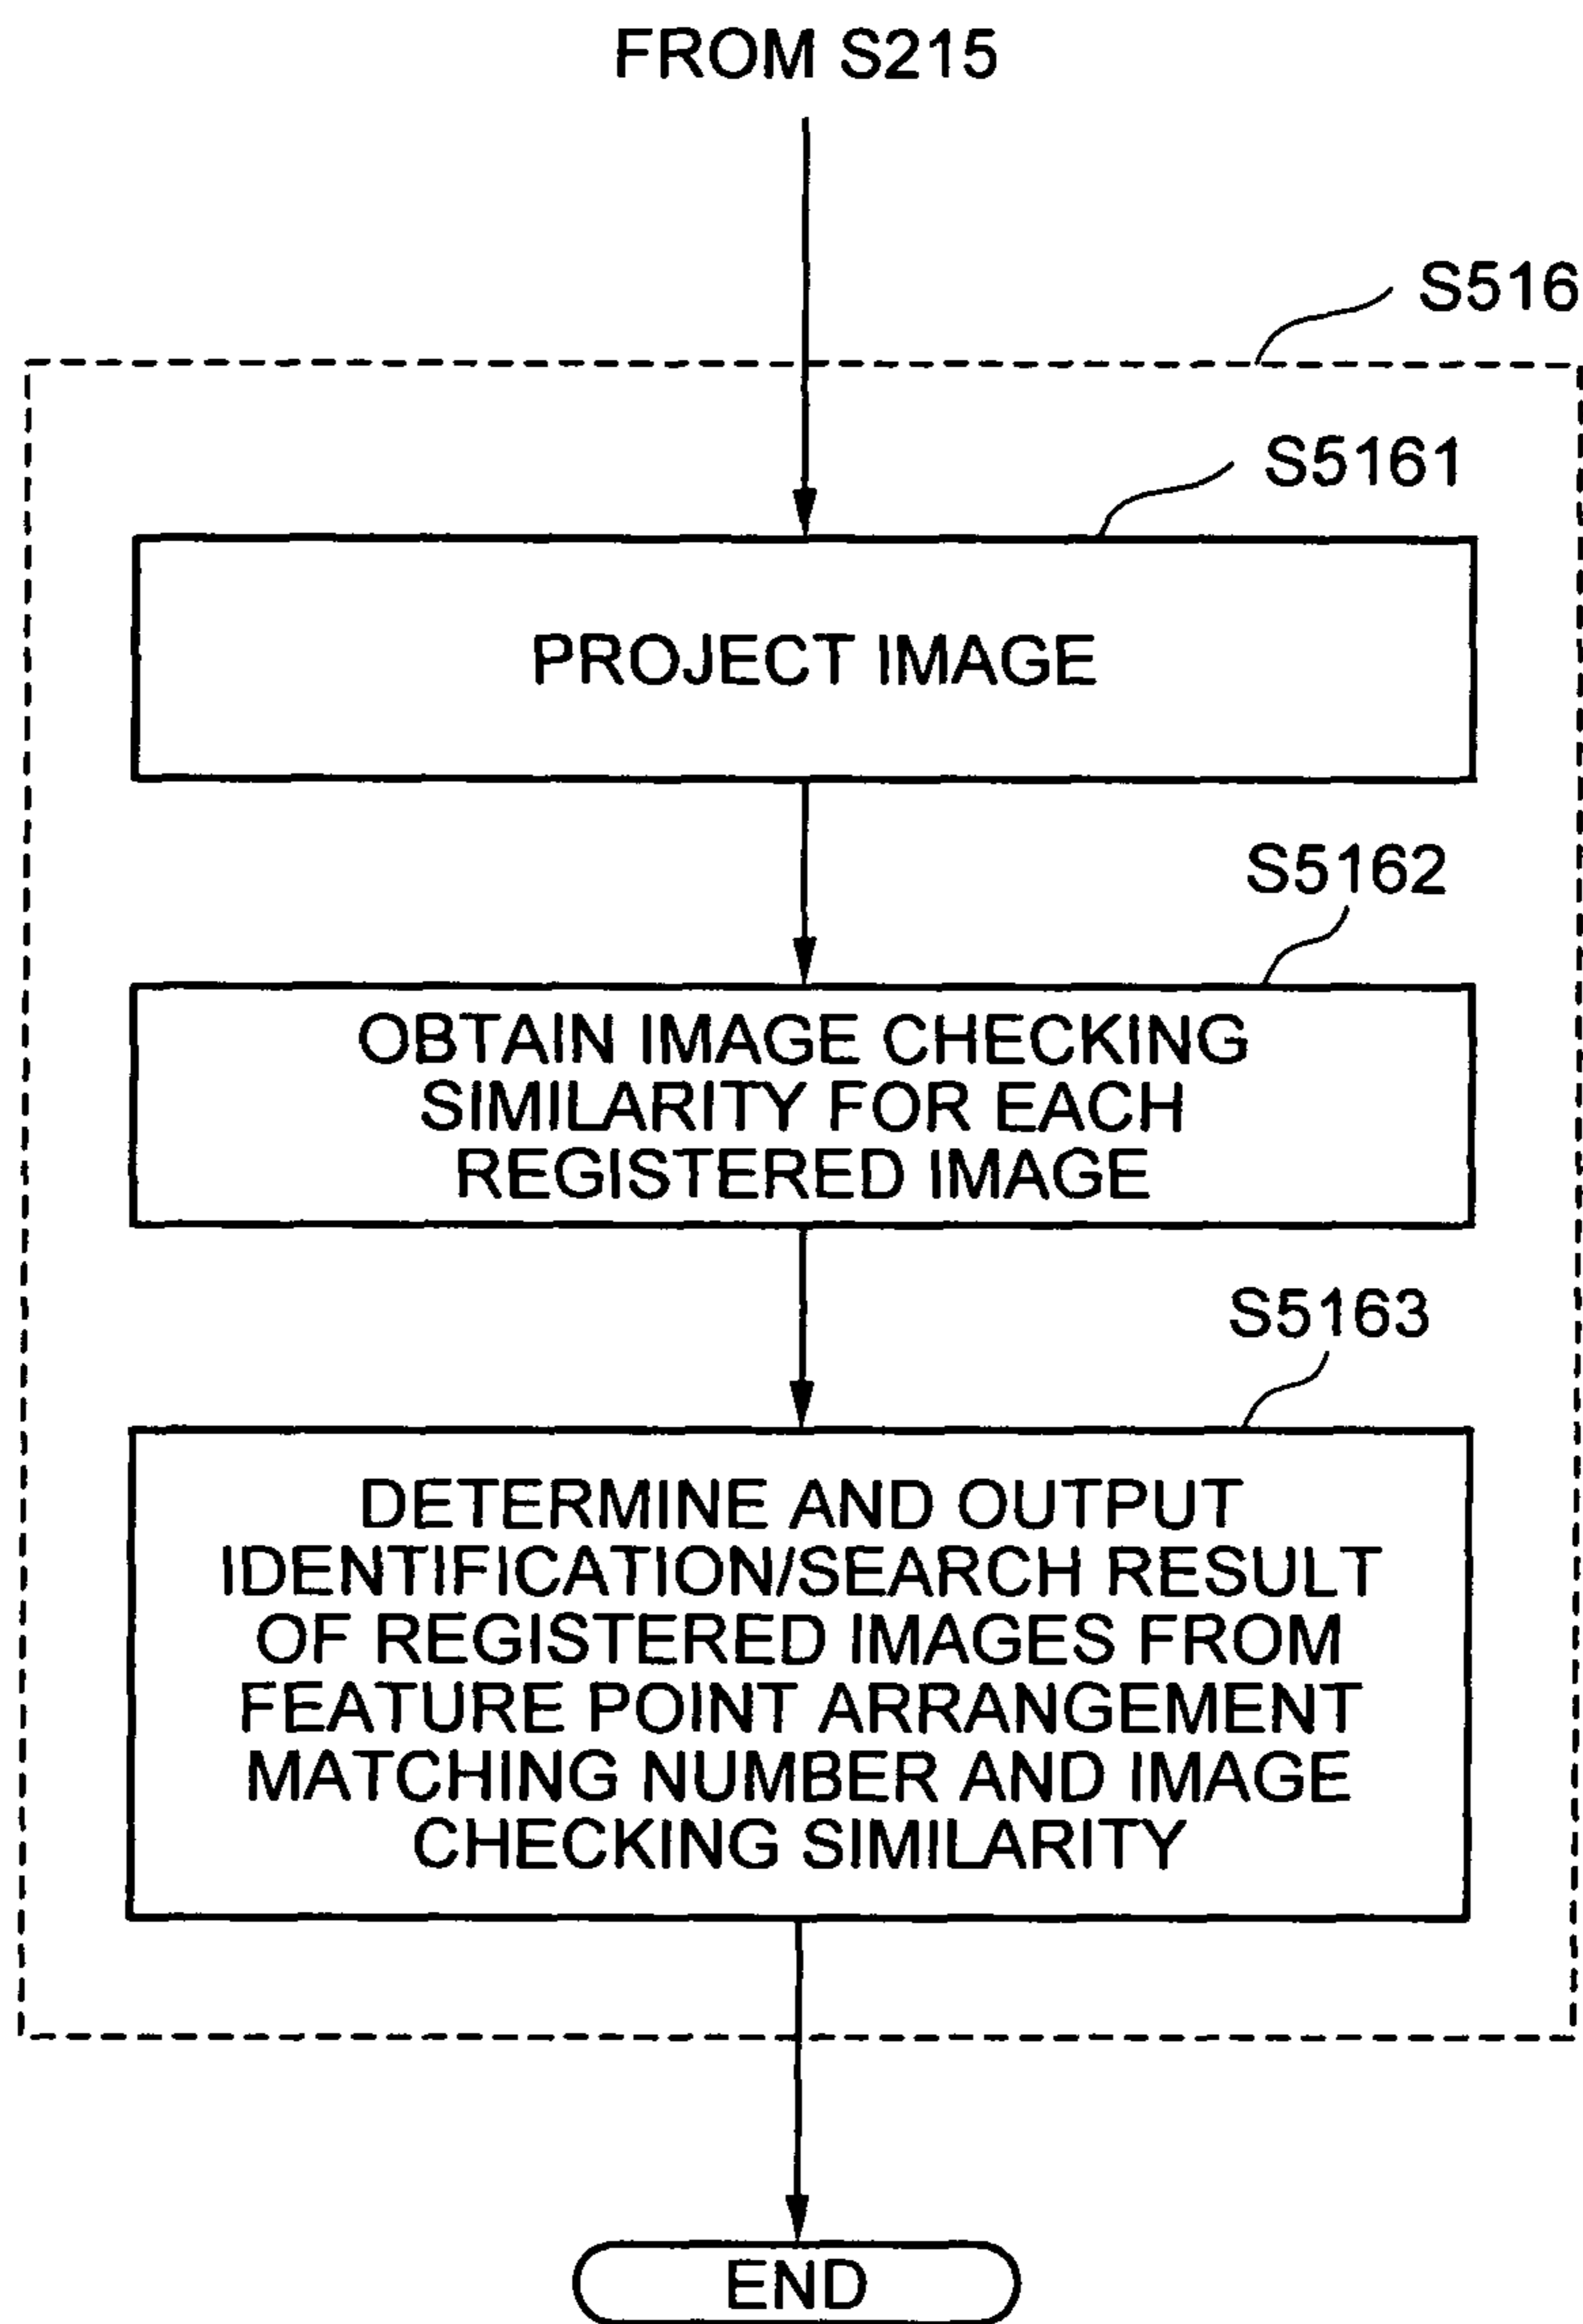 FROM S215
S516
S5161
PROJECT IMAGE
S5162
OBTAIN IMAGE CHECKING
SIMILARITY FOR EACH
REGISTERED IMAGE
S5163
DETERMINE AND OUTPUT
IDENTIFICATION/SEARCH RESULT
OF REGISTERED IMAGES FROM
FEATURE POINT ARRANGEMENT
MATCHING NUMBER AND IMAGE
CHECKING SIMILARITY
END